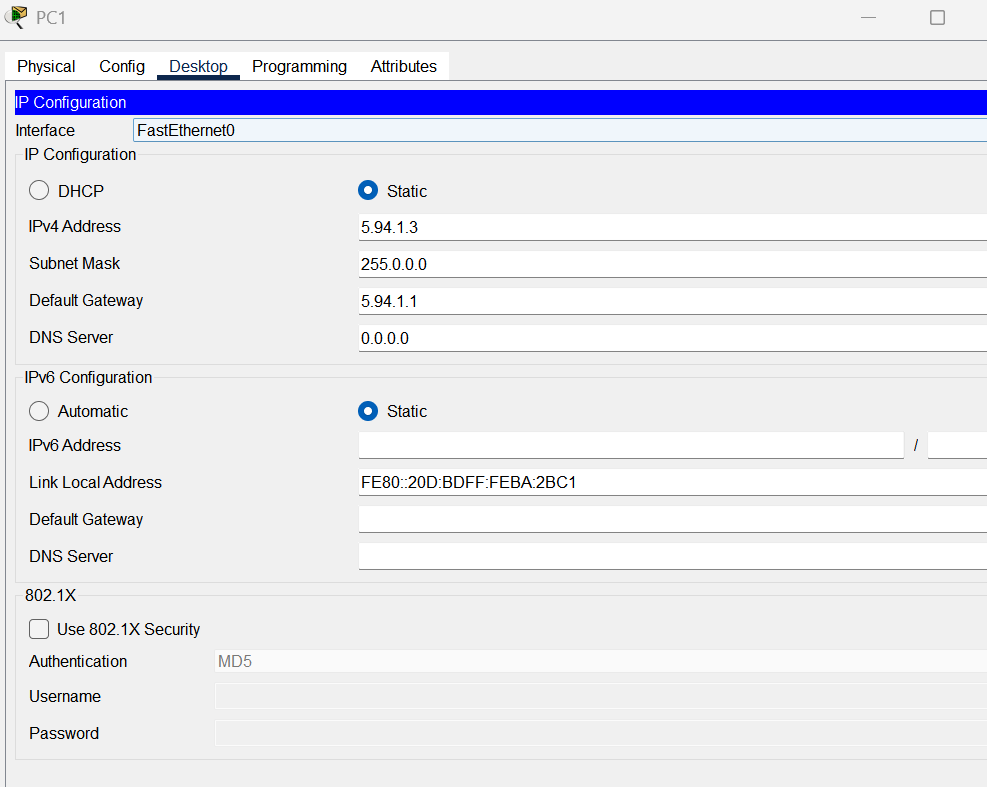 PC1
Physical Config Desktop Programming Attributes
IP Configuration
Interface FastEthernet0
IP Configuration
DHCP Static
IPv4 Address 5.94.1.3
Subnet Mask 255.0.0.0
Default Gateway 5.94.1.1
DNS Server 0.0.0.0
IPv6 Configuration
Automatic Static
IPv6 Address /
Link Local Address FE80::20D:BDFF:FEBA:2BC1
Default Gateway
DNS Server
802.1X
Use 802.1X Security
Authentication MD5
Username
Password